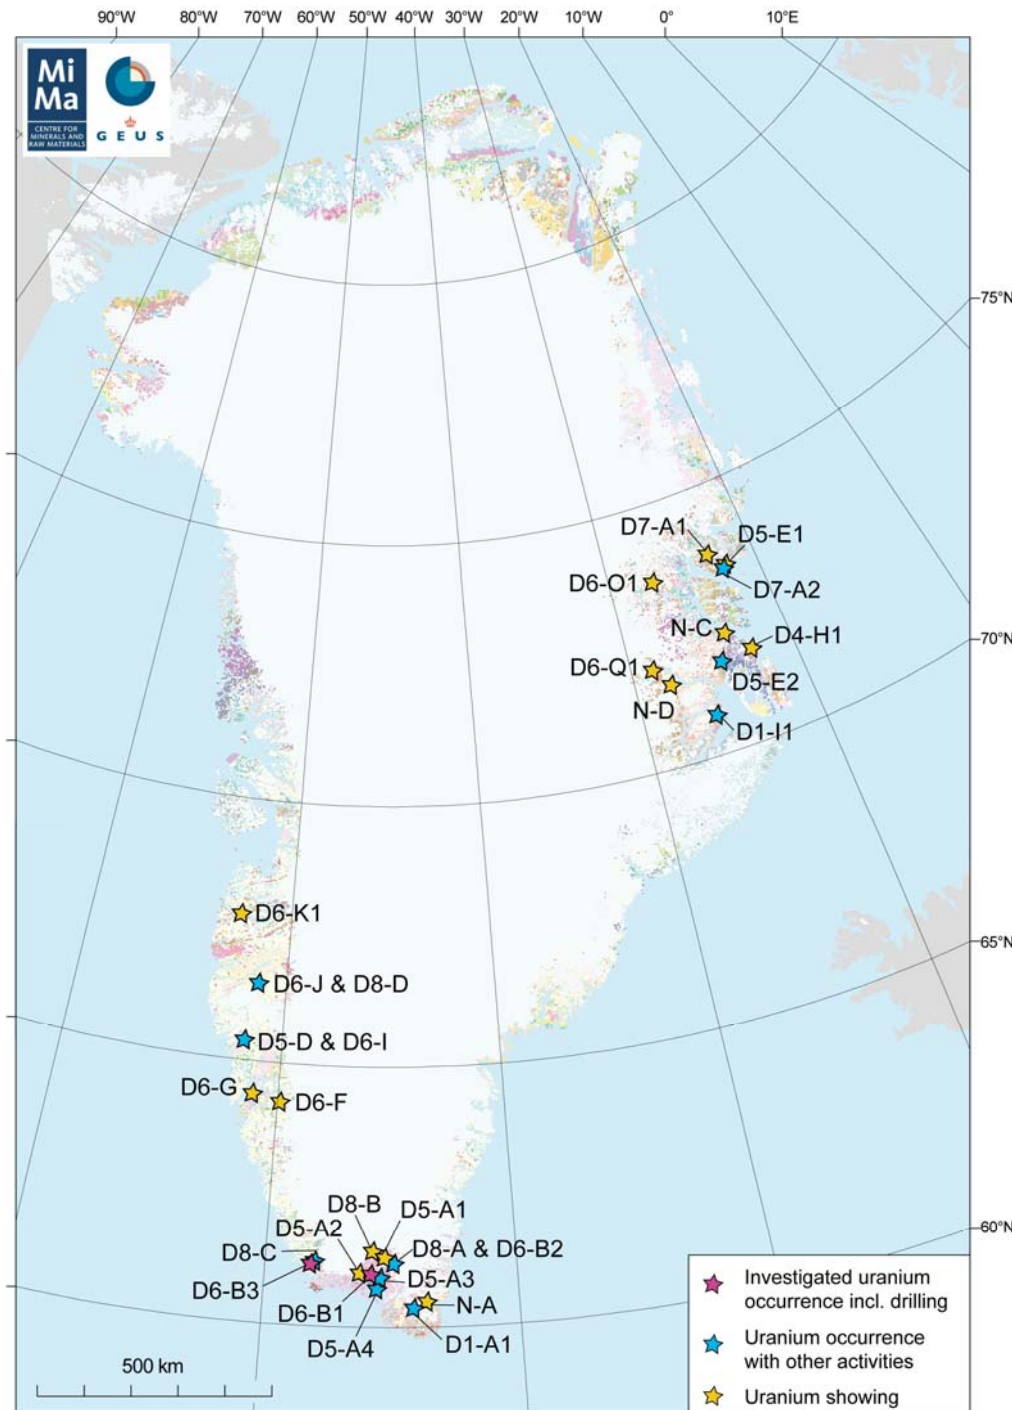 90°W 80°W 70°W 60°W 50°W 40°W 30°W 20°W 10°W 0° 10°E
Mi
Ma
CENTRE FOR
MINERALS AND
RAW MATERIALS
G E U S
75°N
D7-A1
D5-E1
D6-O1
D7-A2
N-C
D4-H1
70°N
D6-Q1
D5-E2
N-D
D1-I1
D6-K1
65°N
D6-J & D8-D
D5-D & D6-I
D6-G
D6-F
D8-B
D5-A1
D5-A2
60°N
D8-C
D8-A & D6-B2
D6-B3
D5-A3
D6-B1
N-A
D5-A4
D1-A1
500 km
Investigated uranium
occurrence incl. drilling
Uranium occurrence
with other activities
Uranium showing